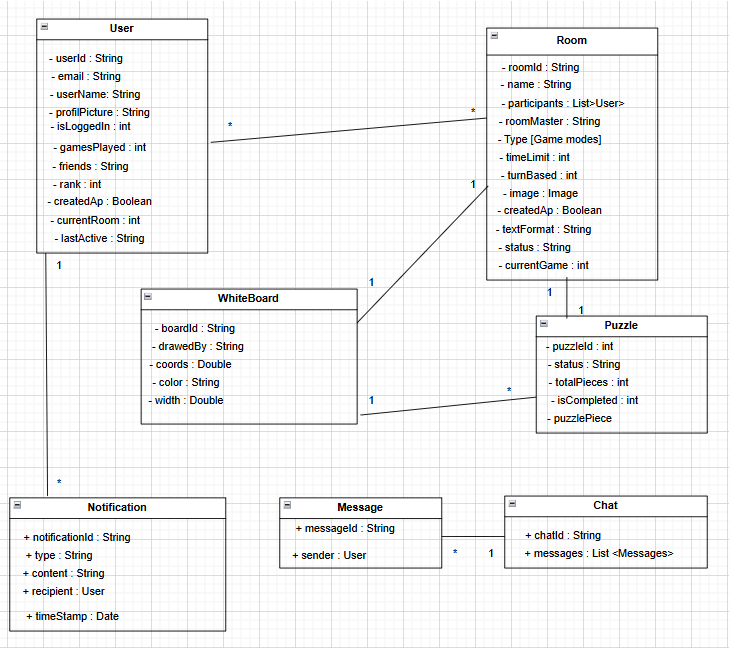 User
- userId : String
- email : String
- userName: String
- profilPicture : String
- isLoggedIn : int
- gamesPlayed : int
- friends : String
- rank : int
- createdAp : Boolean
- currentRoom : int
- lastActive : String
Room
- roomId : String
- name : String
- participants : List>User>
- roomMaster : String
- Type [Game modes]
- timeLimit : int
- turnBased : int
- image : Image
- createdAp : Boolean
- textFormat : String
- status : String
- currentGame : int
*
*
1
1
1
1
1
WhiteBoard
- boardId : String
- drawedBy : String
- coords : Double
- color : String
- width : Double
Puzzle
- puzzleId : int
- status : String
- totalPieces : int
- isCompleted : int
- puzzlePiece
1
*
*
Notification
+ notificationId : String
+ type : String
+ content : String
+ recipient : User
+ timeStamp : Date
Message
+ messageId : String
+ sender : User
* 1
Chat
+ chatId : String
+ messages : List <Messages>